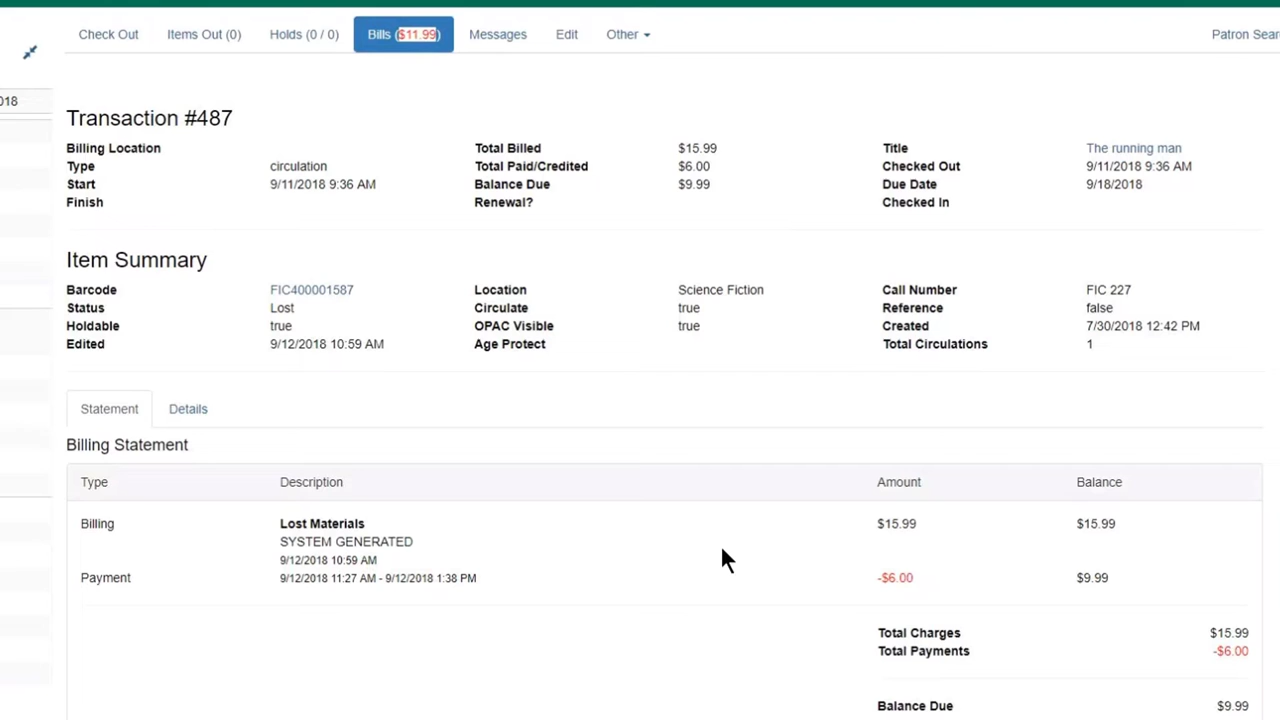 Check Out Items Out (0) Holds (0 / 0) Bills ($11.99) Messages Edit Other Patron Sear
018
Transaction #487
Billing Location Total Billed $15.99 Title The running man
Type circulation Total Paid/Credited $6.00 Checked Out 9/11/2018 9:36 AM
Start 9/11/2018 9:36 AM Balance Due $9.99 Due Date 9/18/2018
Finish Renewal? Checked In
Item Summary
Barcode FIC400001587 Location Science Fiction Call Number FIC 227
Status Lost Circulate true Reference false
Holdable true OPAC Visible true Created 7/30/2018 12:42 PM
Edited 9/12/2018 10:59 AM Age Protect Total Circulations 1
Statement Details
Billing Statement
Type Description Amount Balance
Billing Lost Materials $15.99 $15.99
SYSTEM GENERATED
9/12/2018 10:59 AM
Payment 9/12/2018 11:27 AM - 9/12/2018 1:38 PM -$6.00 $9.99
Total Charges $15.99
Total Payments -$6.00
Balance Due $9.99